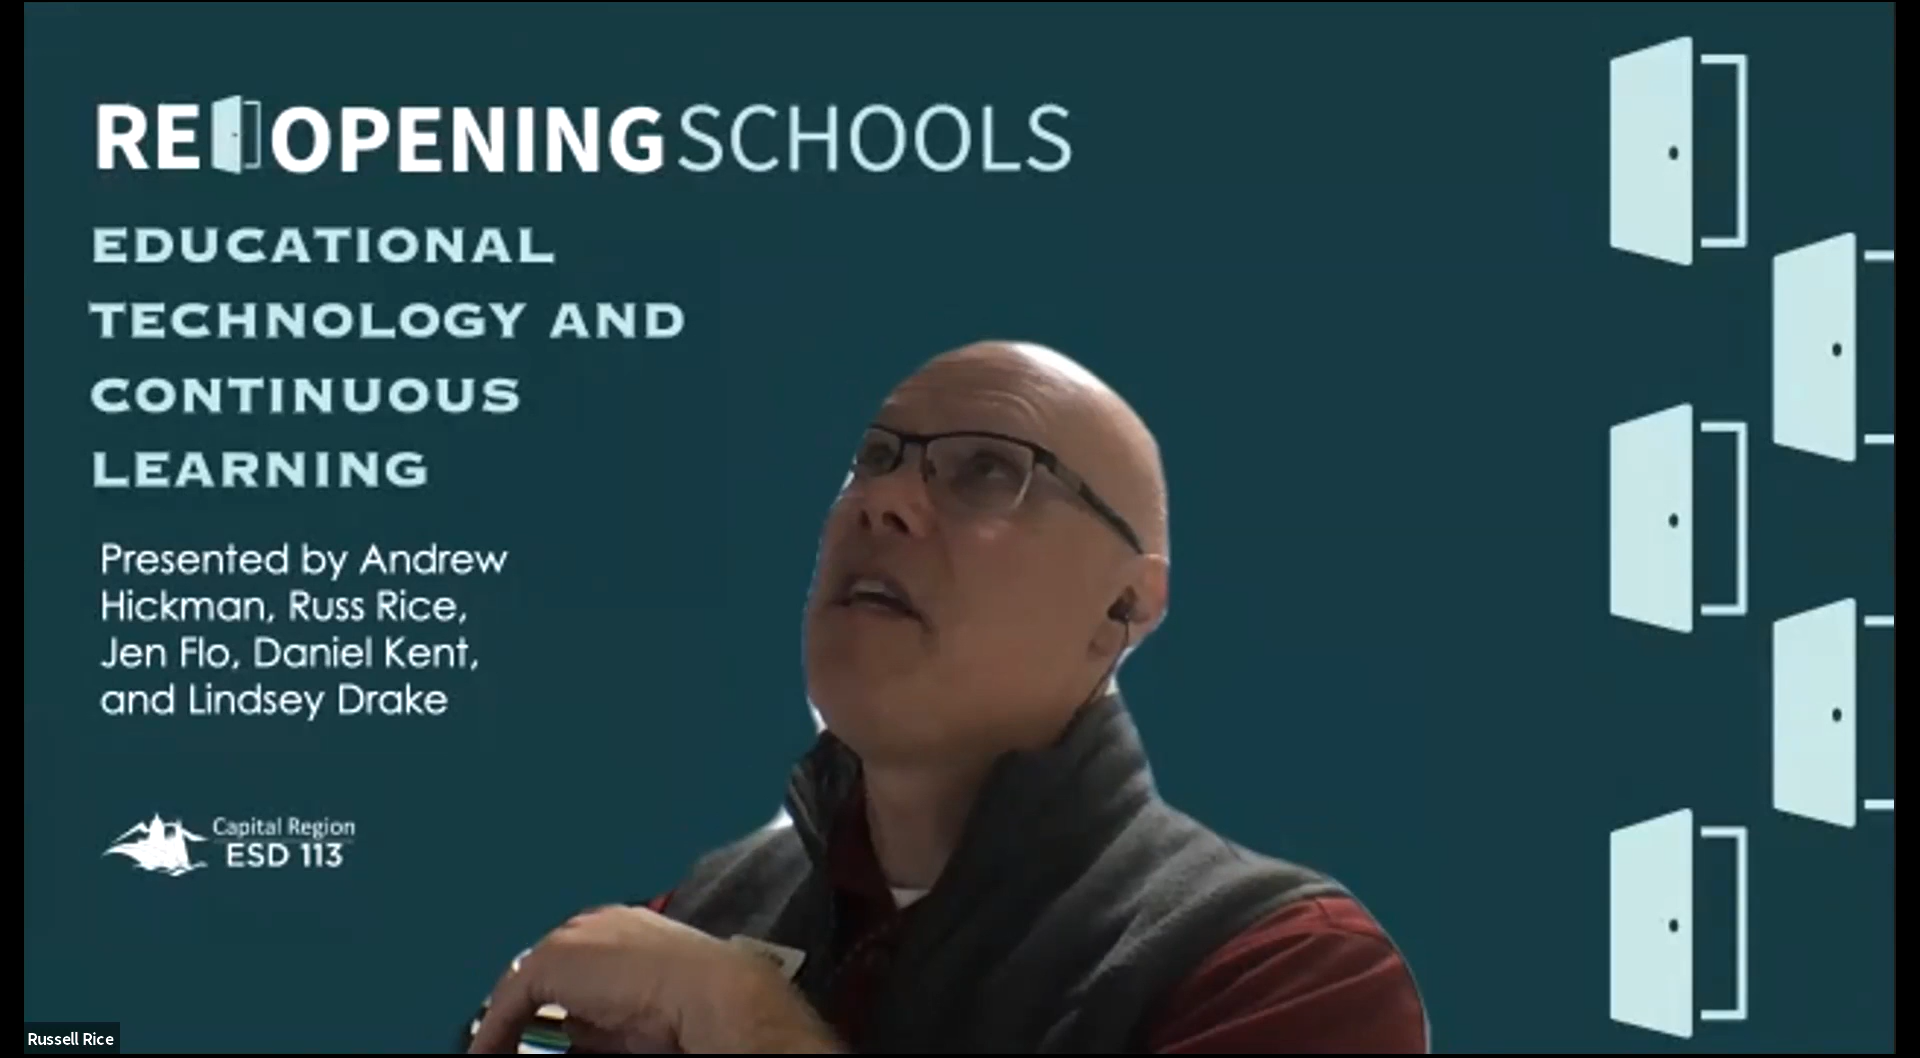 REOPENING SCHOOLS
EDUCATIONAL
TECHNOLOGY AND
CONTINUOUS
LEARNING
Presented by Andrew
Hickman, Russ Rice,
Jen Flo, Daniel Kent,
and Lindsey Drake
Capital Region
ESD 113
Russell Rice